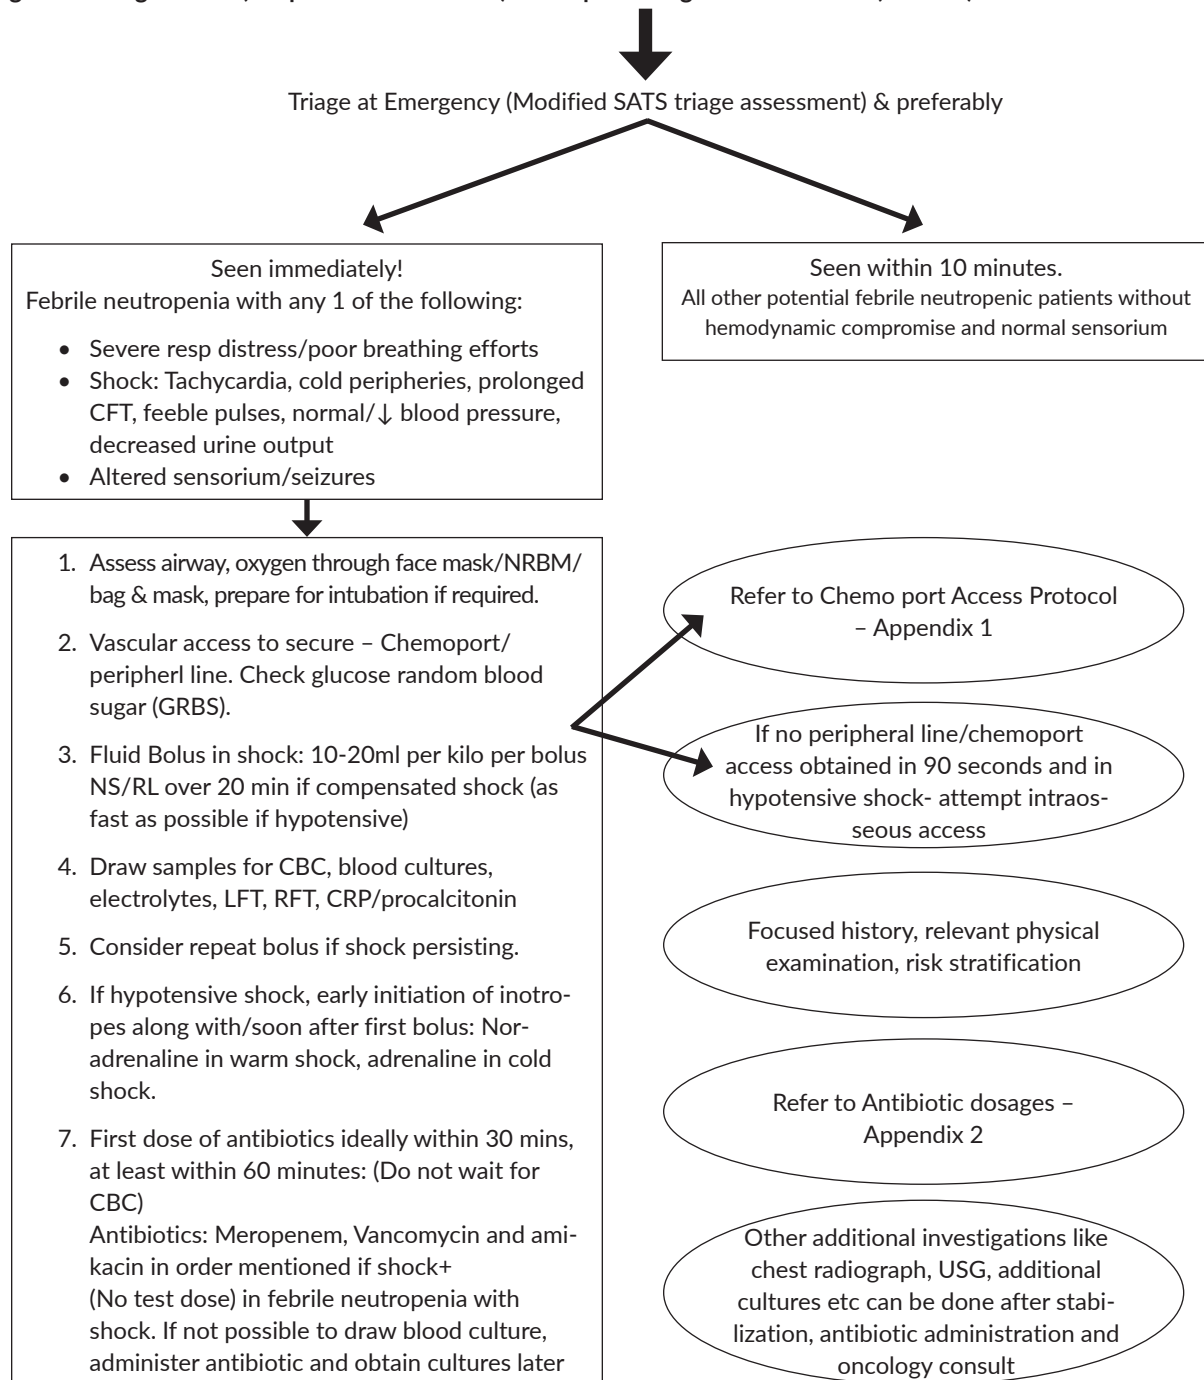 Triage at Emergency (Modified SATS triage assessment) & preferably
Seen immediately!
Febrile neutropenia with any 1 of the following:
• Severe resp distress/poor breathing efforts
• Shock: Tachycardia, cold peripheries, prolonged
CFT, feeble pulses, normal/↓ blood pressure,
decreased urine output
• Altered sensorium/seizures
Seen within 10 minutes.
All other potential febrile neutropenic patients without
hemodynamic compromise and normal sensorium
1. Assess airway, oxygen through face mask/NRBM/
bag & mask, prepare for intubation if required.
2. Vascular access to secure – Chemoport/
peripherl line. Check glucose random blood
sugar (GRBS).
3. Fluid Bolus in shock: 10-20ml per kilo per bolus
NS/RL over 20 min if compensated shock (as
fast as possible if hypotensive)
4. Draw samples for CBC, blood cultures,
electrolytes, LFT, RFT, CRP/procalcitonin
5. Consider repeat bolus if shock persisting.
6. If hypotensive shock, early initiation of inotro-
pes along with/soon after first bolus: Nor-
adrenaline in warm shock, adrenaline in cold
shock.
7. First dose of antibiotics ideally within 30 mins,
at least within 60 minutes: (Do not wait for
CBC)
Antibiotics: Meropenem, Vancomycin and ami-
kacin in order mentioned if shock+
(No test dose) in febrile neutropenia with
shock. If not possible to draw blood culture,
administer antibiotic and obtain cultures later
Refer to Chemo port Access Protocol
– Appendix 1
If no peripheral line/chemoport
access obtained in 90 seconds and in
hypotensive shock- attempt intraos-
seous access
Focused history, relevant physical
examination, risk stratification
Refer to Antibiotic dosages –
Appendix 2
Other additional investigations like
chest radiograph, USG, additional
cultures etc can be done after stabi-
lization, antibiotic administration and
oncology consult